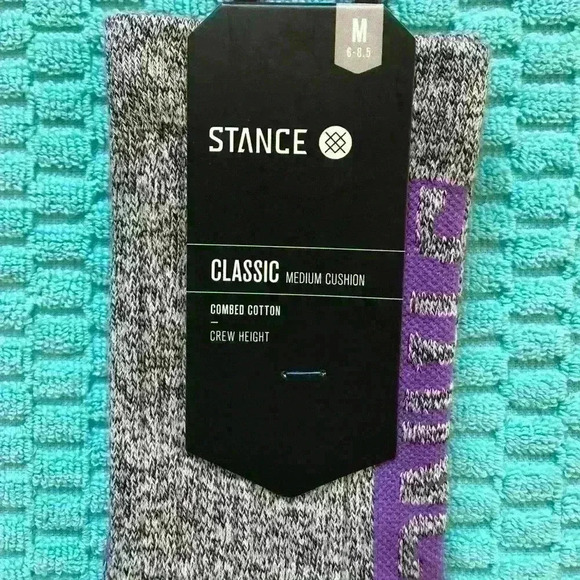 M
6-8.5
STANCE
CLASSIC MEDIUM CUSHION
COMBED COTTON
CREW HEIGHT